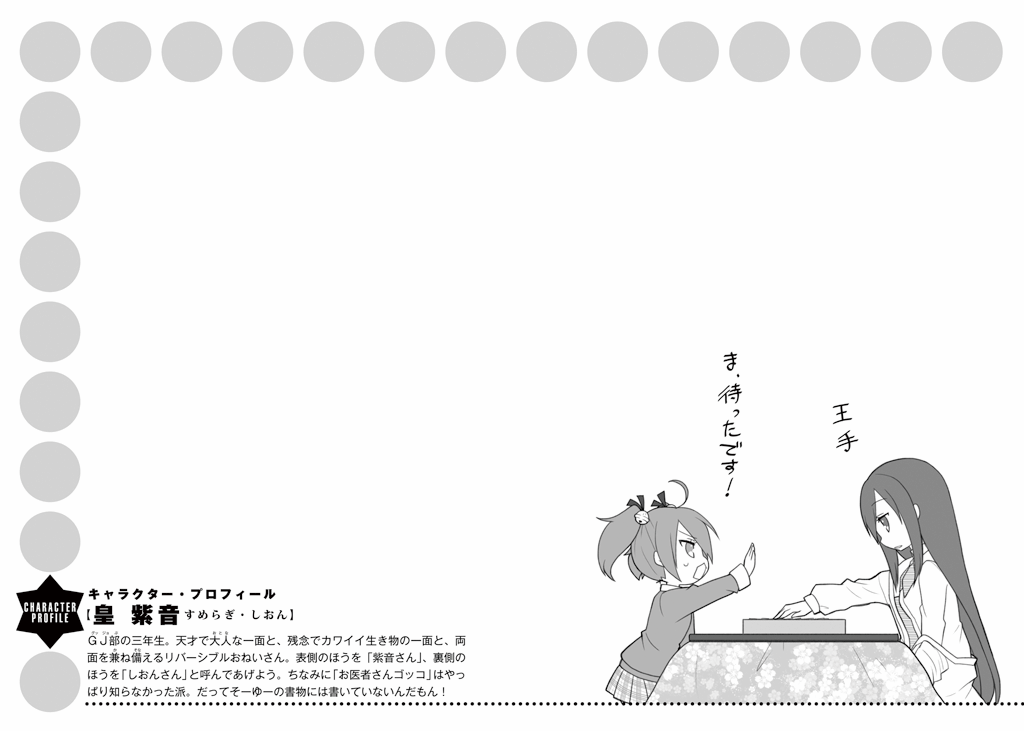 王手
ま、待ったです!
CHARACTER
PROFILE
キャラクター・プロフィール
【皇 紫音 すめらぎ・しおん】
GJ部の三年生。天才で大人な一面と、残念でカワイイ生き物の一面と、両
面を兼ね備えるリバーシブルおねいさん。表側のほうを「紫音さん」、裏側の
ほうを「しおんさん」と呼んであげよう。ちなみに「お医者さんゴッコ」はやっ
ぱり知らなかった派。だってそーゆーの書物には書いていないんだもん!